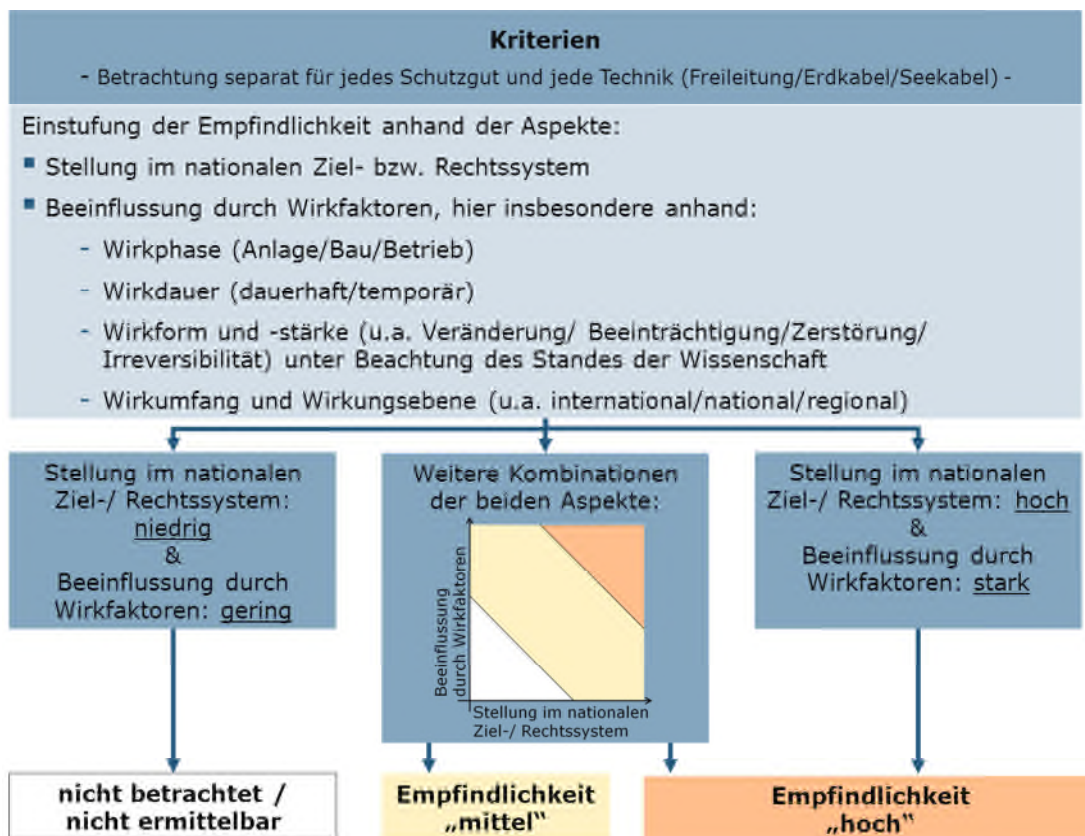 Kriterien
- Betrachtung separat für jedes Schutzgut und jede Technik (Freileitung/Erdkabel/Seekabel) -
Einstufung der Empfindlichkeit anhand der Aspekte:
▪ Stellung im nationalen Ziel- bzw. Rechtssystem
▪ Beeinflussung durch Wirkfaktoren, hier insbesondere anhand:
- Wirkphase (Anlage/Bau/Betrieb)
- Wirkdauer (dauerhaft/temporär)
- Wirkform und -stärke (u.a. Veränderung/ Beeinträchtigung/Zerstörung/
Irreversibilität) unter Beachtung des Standes der Wissenschaft
- Wirkumfang und Wirkungsebene (u.a. international/national/regional)
Stellung im nationalen
Ziel-/ Rechtssystem:
niedrig
&
Beeinflussung durch
Wirkfaktoren: gering
Weitere Kombinationen
der beiden Aspekte:
Beeinflussung
durch Wirkfaktoren
Stellung im nationalen
Ziel-/ Rechtssystem
Stellung im nationalen
Ziel-/ Rechtssystem: hoch
&
Beeinflussung durch
Wirkfaktoren: stark
nicht betrachtet /
nicht ermittelbar
Empfindlichkeit
„mittel"
Empfindlichkeit
„hoch"